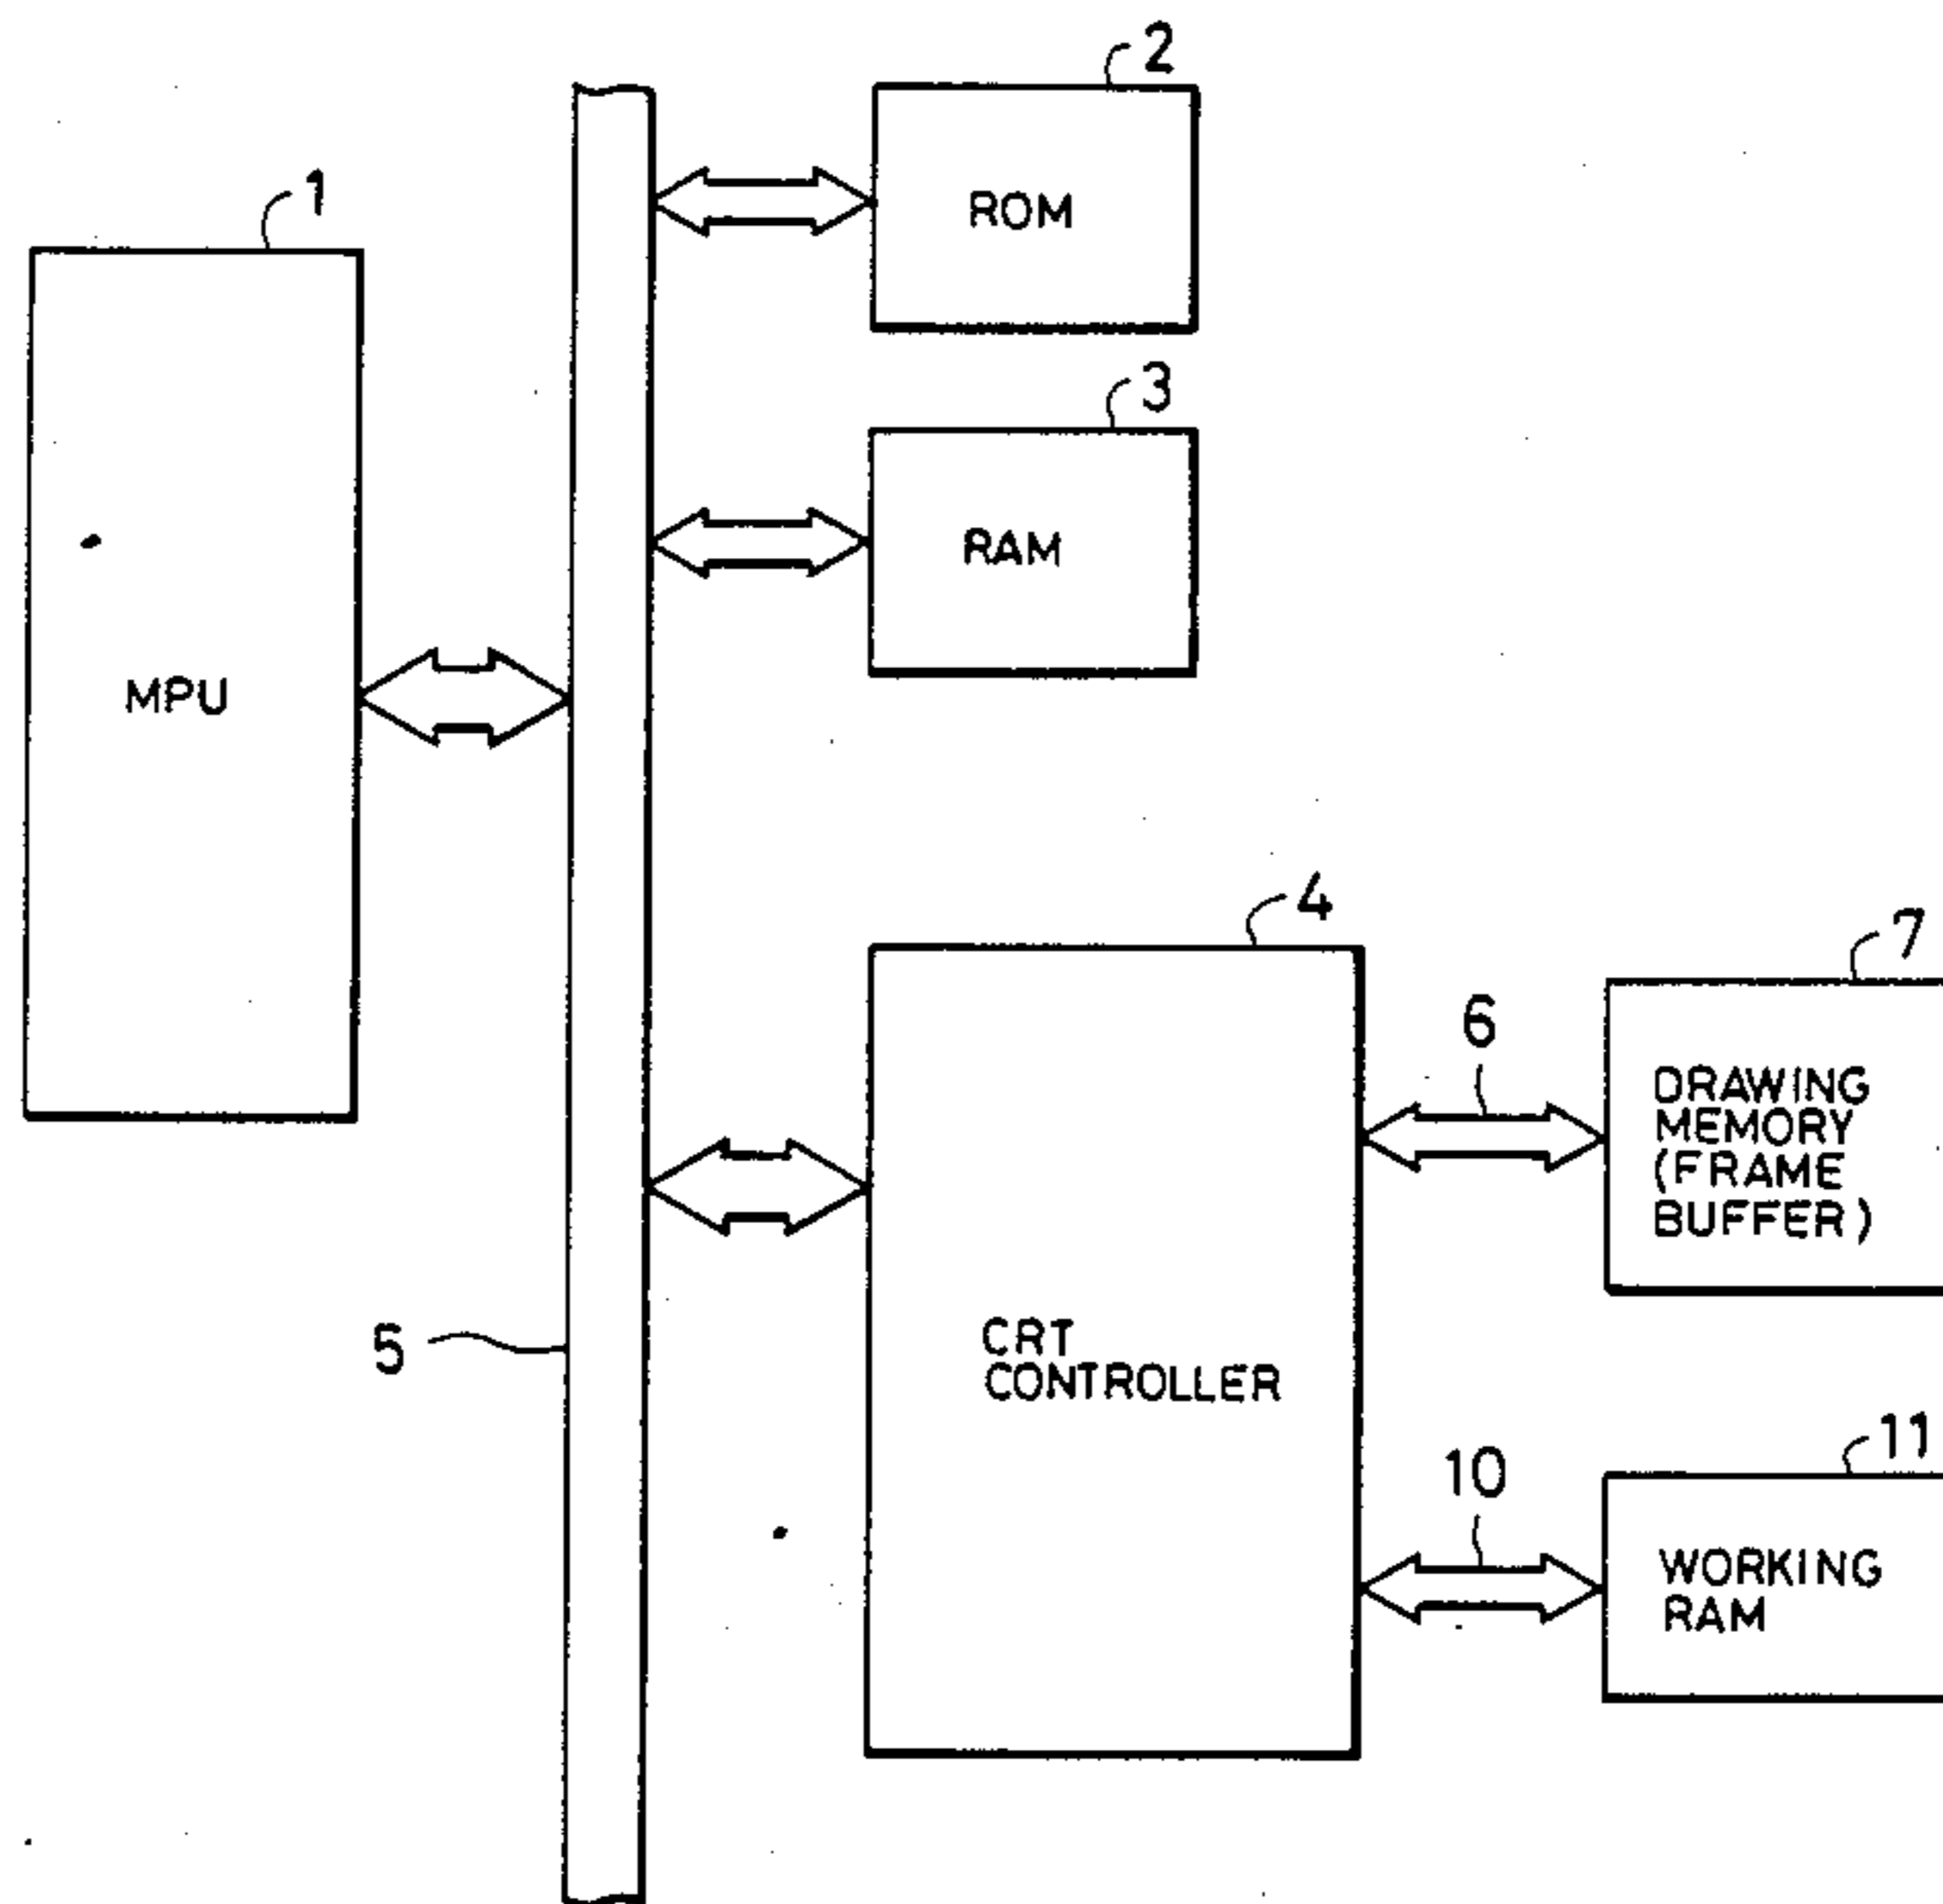 2
1
ROM
3
RAM
MPU
4
7
6
DRAWING
MEMORY
(FRAME
BUFFER)
5
CRT
CONTROLLER
11
10
WORKING
RAM